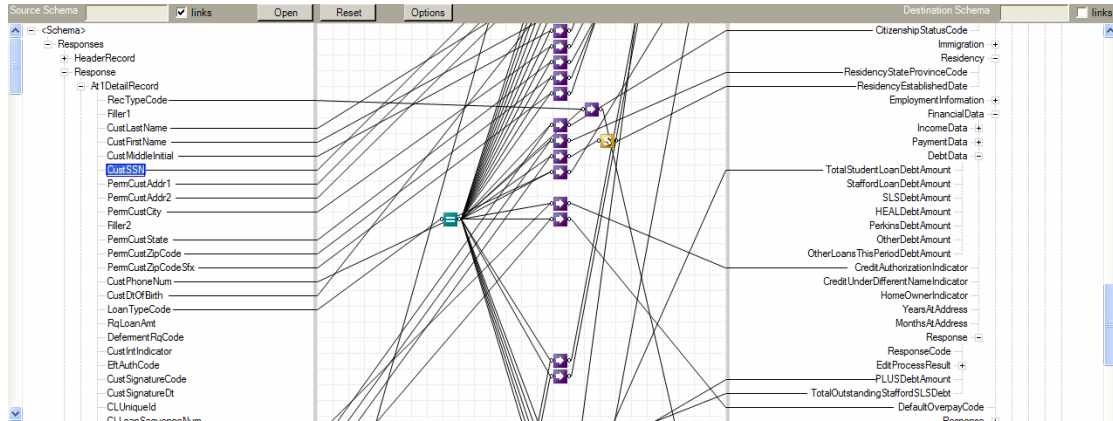 Source Schema links Open Reset Options Destination Schema links
<Schema>
Responses
HeaderRecord
Response
At1DetailRecord
RecTypeCode
Filler1
CustLastName
CustFirstName
CustMiddleInitial
CustSSN
PermCustAddr1
PermCustAddr2
PermCustCity
Filler2
PermCustState
PermCustZipCode
PermCustZipCodeSfx
CustPhoneNum
CustDtOfBirth
LoanTypeCode
RqLoanAmt
DefermentRqCode
CustIntIndicator
EftAuthCode
CustSignatureCode
CustSignatureDt
CLUniqueId
CLLoanSequenceNum
CitizenshipStatusCode
Immigration
Residency
ResidencyStateProvinceCode
ResidencyEstablishedDate
EmploymentInfomation
FinancialData
IncomeData
PaymentData
DebtData
TotalStudentLoanDebtAmount
StaffordLoanDebtAmount
SLSDebtAmount
HEALDebtAmount
PerkinsDebtAmount
OtherDebtAmount
OtherLoansThisPeriodDebtAmount
CreditAuthorizationIndicator
CreditUnderDifferentNameIndicator
HomeOwnerIndicator
YearsAtAddress
MonthsAtAddress
Response
ResponseCode
EditProcessResult
PLUSDebtAmount
TotalOutstandingStaffordSLSDebt
DefaultOverpayCode
Response